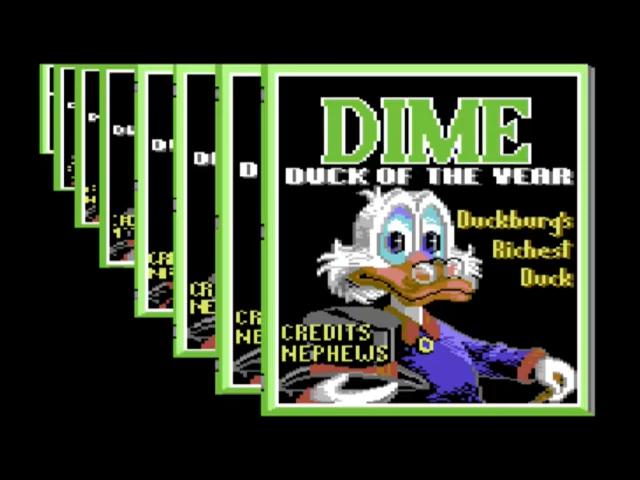 DIME
DUCK OF THE YEAR
Duckburg's
Richest
Duck
CREDITS
NEPHEWS